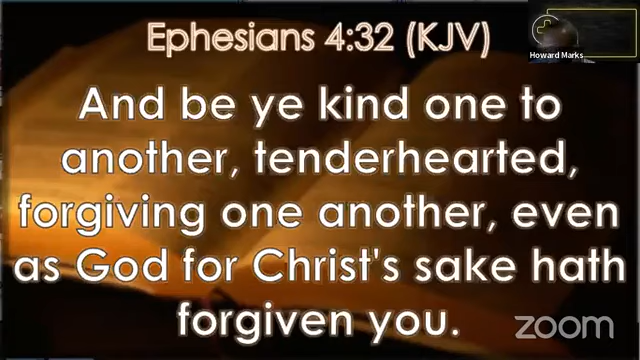 Ephesians 4:32 (KJV)
Howard Marks
And be ye kind one to
another, tenderhearted,
forgiving one another, even
as God for Christ's sake hath
forgiven you.
zoom